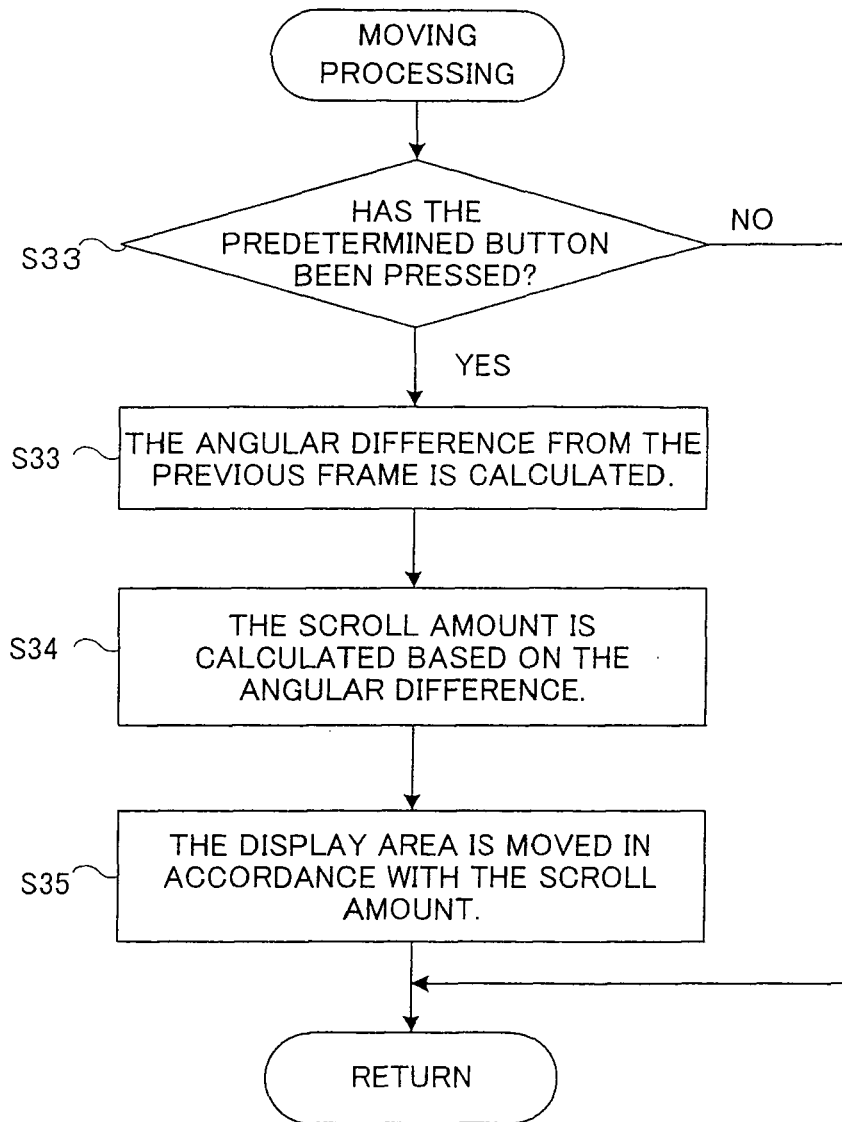 MOVING
PROCESSING
HAS THE
PREDETERMINED BUTTON
BEEN PRESSED?
NO
S33
YES
S33
THE ANGULAR DIFFERENCE FROM THE
PREVIOUS FRAME IS CALCULATED.
S34
THE SCROLL AMOUNT IS
CALCULATED BASED ON THE
ANGULAR DIFFERENCE.
S35
THE DISPLAY AREA IS MOVED IN
ACCORDANCE WITH THE SCROLL
AMOUNT.
RETURN